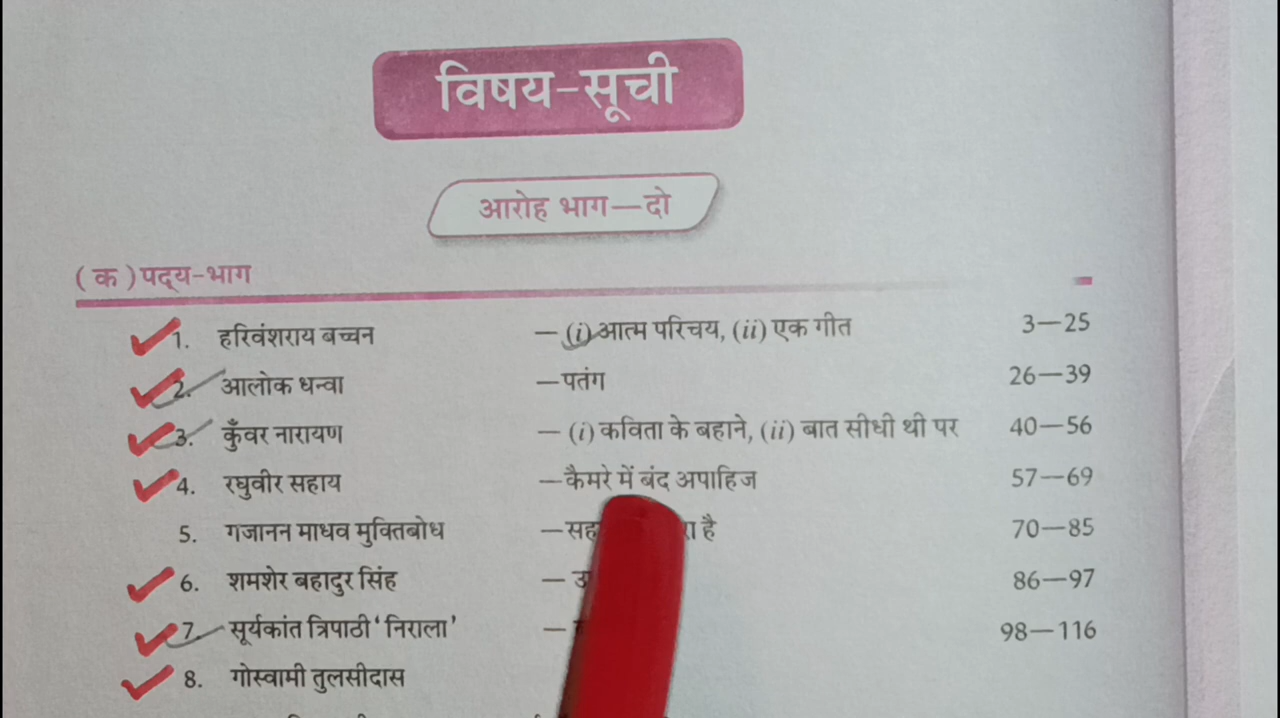 विषय-सूची
आरोह भाग—दो
(क) पद्य-भाग
1. हरिवंशराय बच्चन — (i) आत्म परिचय, (ii) एक गीत 3—25
2. आलोक धन्वा —पतंग 26—39
3. कुँवर नारायण — (i) कविता के बहाने, (ii) बात सीधी थी पर 40—56
4. रघुवीर सहाय —कैमरे में बंद अपाहिज 57—69
5. गजानन माधव मुक्तिबोध — है 70—85
6. शमशेर बहादुर सिंह — 86—97
7. सूर्यकांत त्रिपाठी 'निराला' — 98—116
8. गोस्वामी तुलसीदास